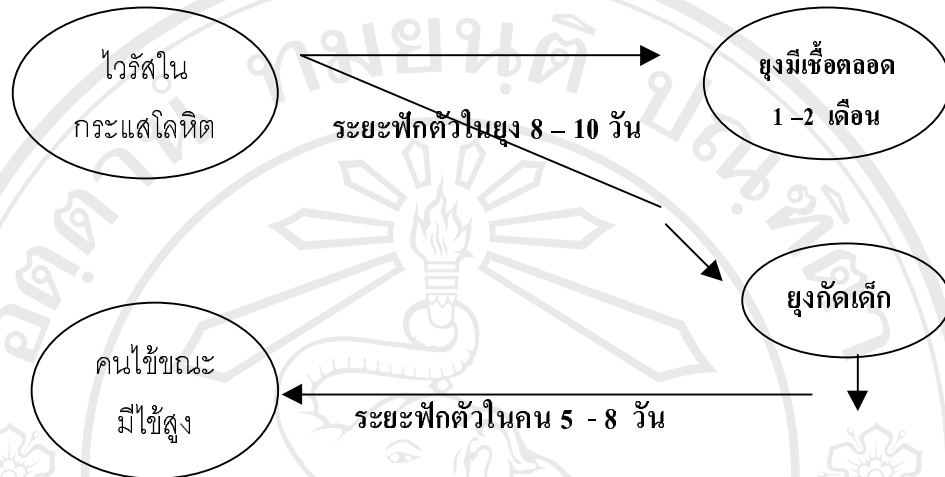 ไวรัสใน
กระแสโลหิต
ระยะฟักตัวในยุง 8 – 10 วัน
ยุงมีเชื้อตลอด
1 –2 เดือน
ยุงกัดเด็ก
คนไข้ขณะ
มีไข้สูง
ระยะฟักตัวในคน 5 - 8 วัน